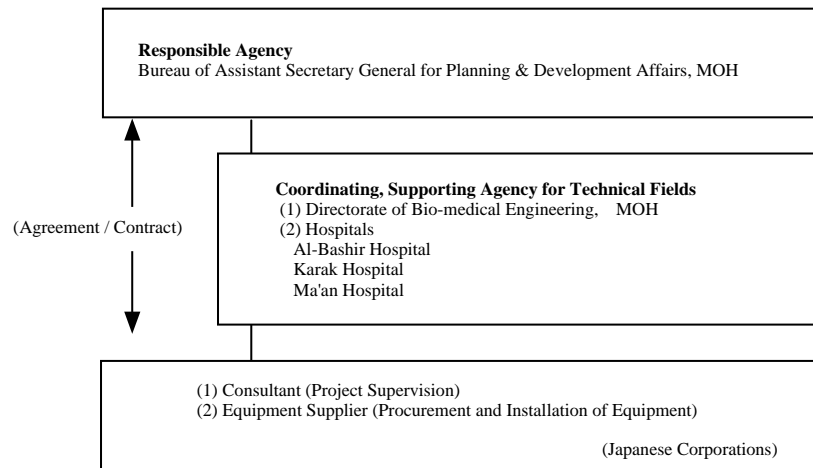 Responsible Agency
Bureau of Assistant Secretary General for Planning & Development Affairs, MOH
Coordinating, Supporting Agency for Technical Fields
(1) Directorate of Bio-medical Engineering, MOH
(2) Hospitals
Al-Bashir Hospital
Karak Hospital
Ma'an Hospital
(Agreement / Contract)
(1) Consultant (Project Supervision)
(2) Equipment Supplier (Procurement and Installation of Equipment)
(Japanese Corporations)